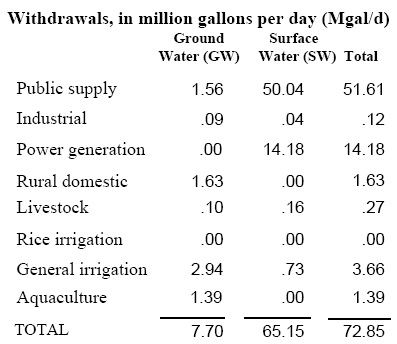 Withdrawals, in million gallons per day (Mgal/d)
Ground Surface
Water (GW) Water (SW) Total
Public supply 1.56 50.04 51.61
Industrial .09 .04 .12
Power generation .00 14.18 14.18
Rural domestic 1.63 .00 1.63
Livestock .10 .16 .27
Rice irrigation .00 .00 .00
General irrigation 2.94 .73 3.66
Aquaculture 1.39 .00 1.39
TOTAL 7.70 65.15 72.85